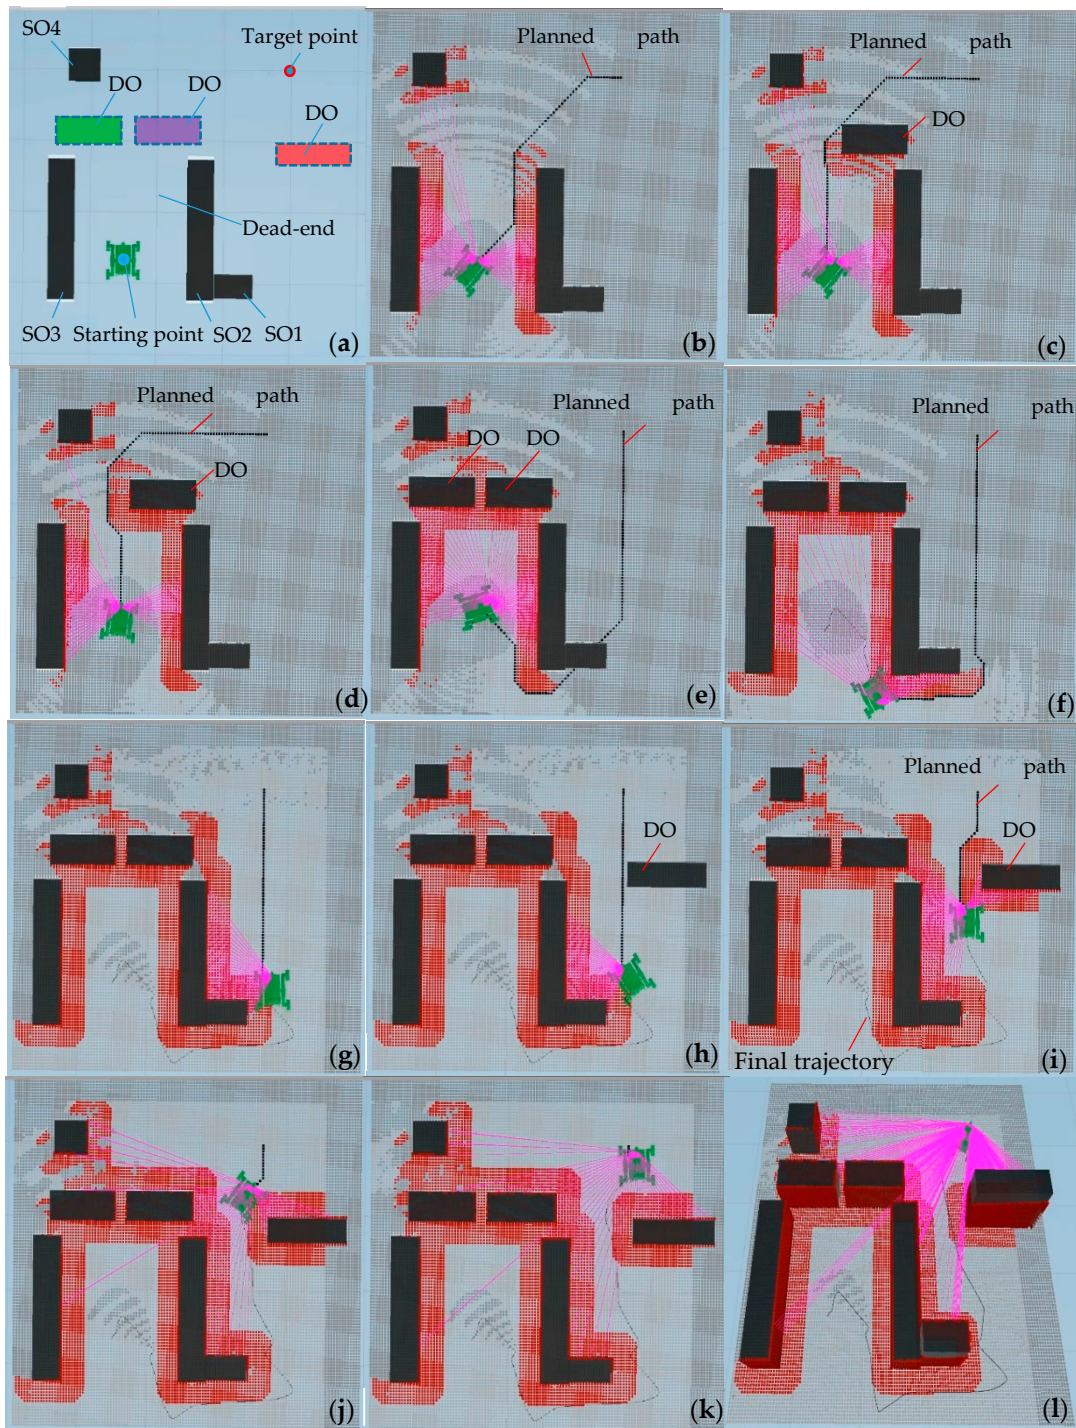 SO4
Target point
DO
DO
DO
Dead-end
SO3
Starting point
SO2
SO1
(a)
Planned path
(b)
Planned path
DO
(c)
Planned path
DO
(d)
Planned path
DO
DO
(e)
Planned path
(f)
(g)
DO
(h)
Planned path
DO
Final trajectory
(i)
(j)
(k)
(l)